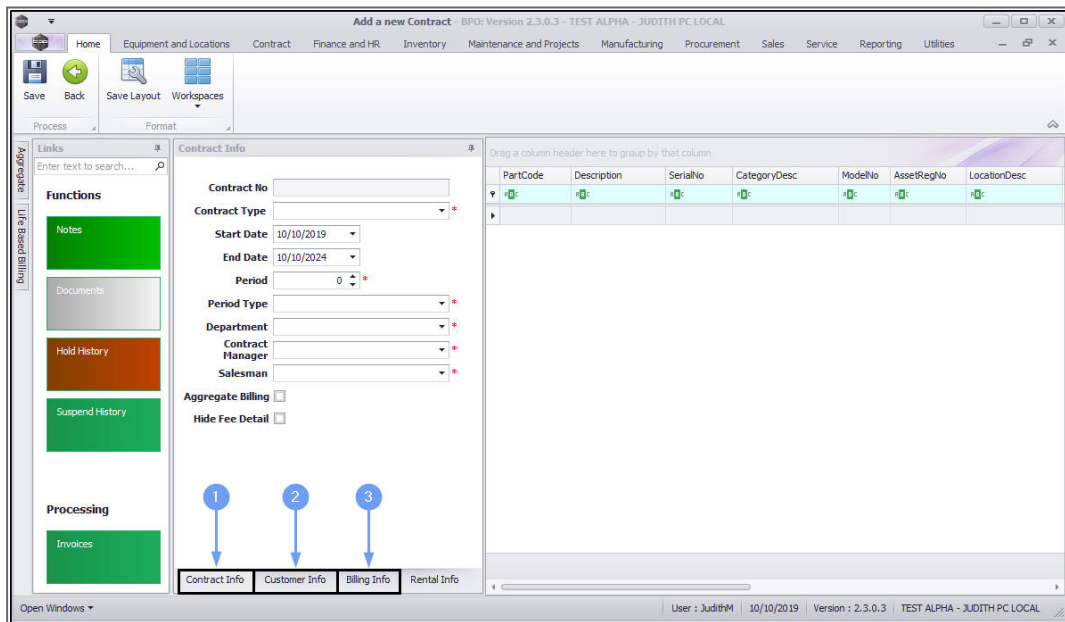 Add a new Contract - BPO: Version 2.3.0.3 - TEST ALPHA - JUDITH PC LOCAL
Home Equipment and Locations Contract Finance and HR Inventory Maintenance and Projects Manufacturing Procurement Sales Service Reporting Utilities
Save Back Save Layout Workspaces
Process Format
Aggregate
Life Based Billing
Links
Enter text to search...
Functions
Notes
Documents
Hold History
Suspend History
Processing
Invoices
Contract Info
Contract No
Contract Type *
Start Date 10/10/2019
End Date 10/10/2024
Period 0 *
Period Type *
Department *
Contract
Manager *
Salesman *
Aggregate Billing
Hide Fee Detail
1 2 3
Contract Info Customer Info Billing Info Rental Info
Drag a column header here to group by that column
PartCode Description SerialNo CategoryDesc ModelNo AssetRegNo LocationDesc
Open Windows
User : JudithM 10/10/2019 Version : 2.3.0.3 TEST ALPHA - JUDITH PC LOCAL